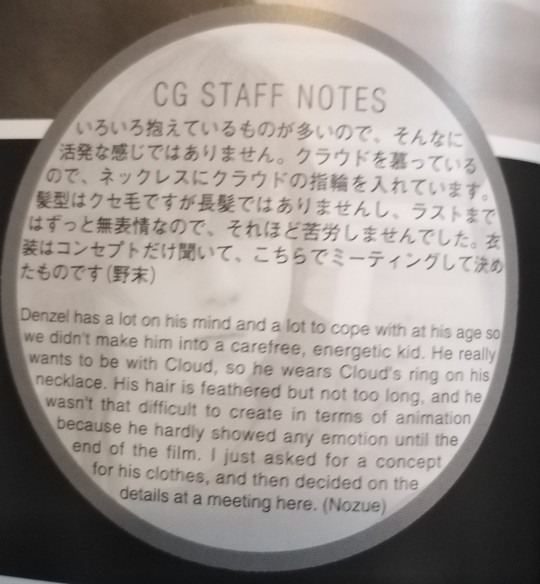 CG STAFF NOTES
いろいろ抱えているものが多いので、そんなに
活発な感じではありません。クラウドを慕っている
ので、ネックレスにクラウドの指輪を入れています。
髪型はクセ毛ですが長髪ではありませんし、ラストまで
はずっと無表情なので、それほど苦労しませんでした。衣
装はコンセプトだけ聞いて、こちらでミーティングして決め
たものです(野末)
Denzel has a lot on his mind and a lot to cope with at his age so
we didn't make him into a carefree, energetic kid. He really
wants to be with Cloud, so he wears Cloud's ring on his
necklace. His hair is feathered but not too long, and he
wasn't that difficult to create in terms of animation
because he hardly showed any emotion until the
end of the film. I just asked for a concept
for his clothes, and then decided on the
details at a meeting here. (Nozue)